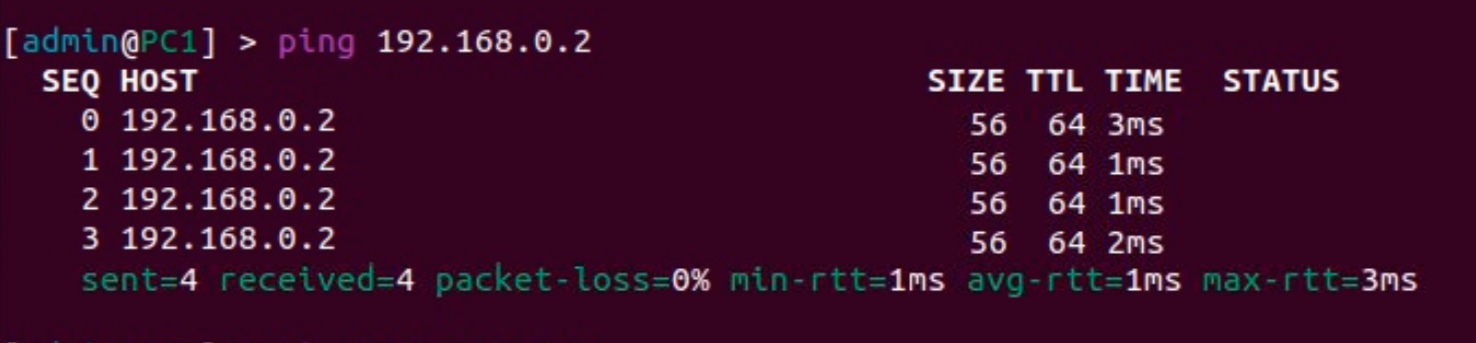 [admin@PC1] > ping 192.168.0.2
SEQ HOST SIZE TTL TIME STATUS
0 192.168.0.2 56 64 3ms
1 192.168.0.2 56 64 1ms
2 192.168.0.2 56 64 1ms
3 192.168.0.2 56 64 2ms
sent=4 received=4 packet-loss=0% min-rtt=1ms avg-rtt=1ms max-rtt=3ms